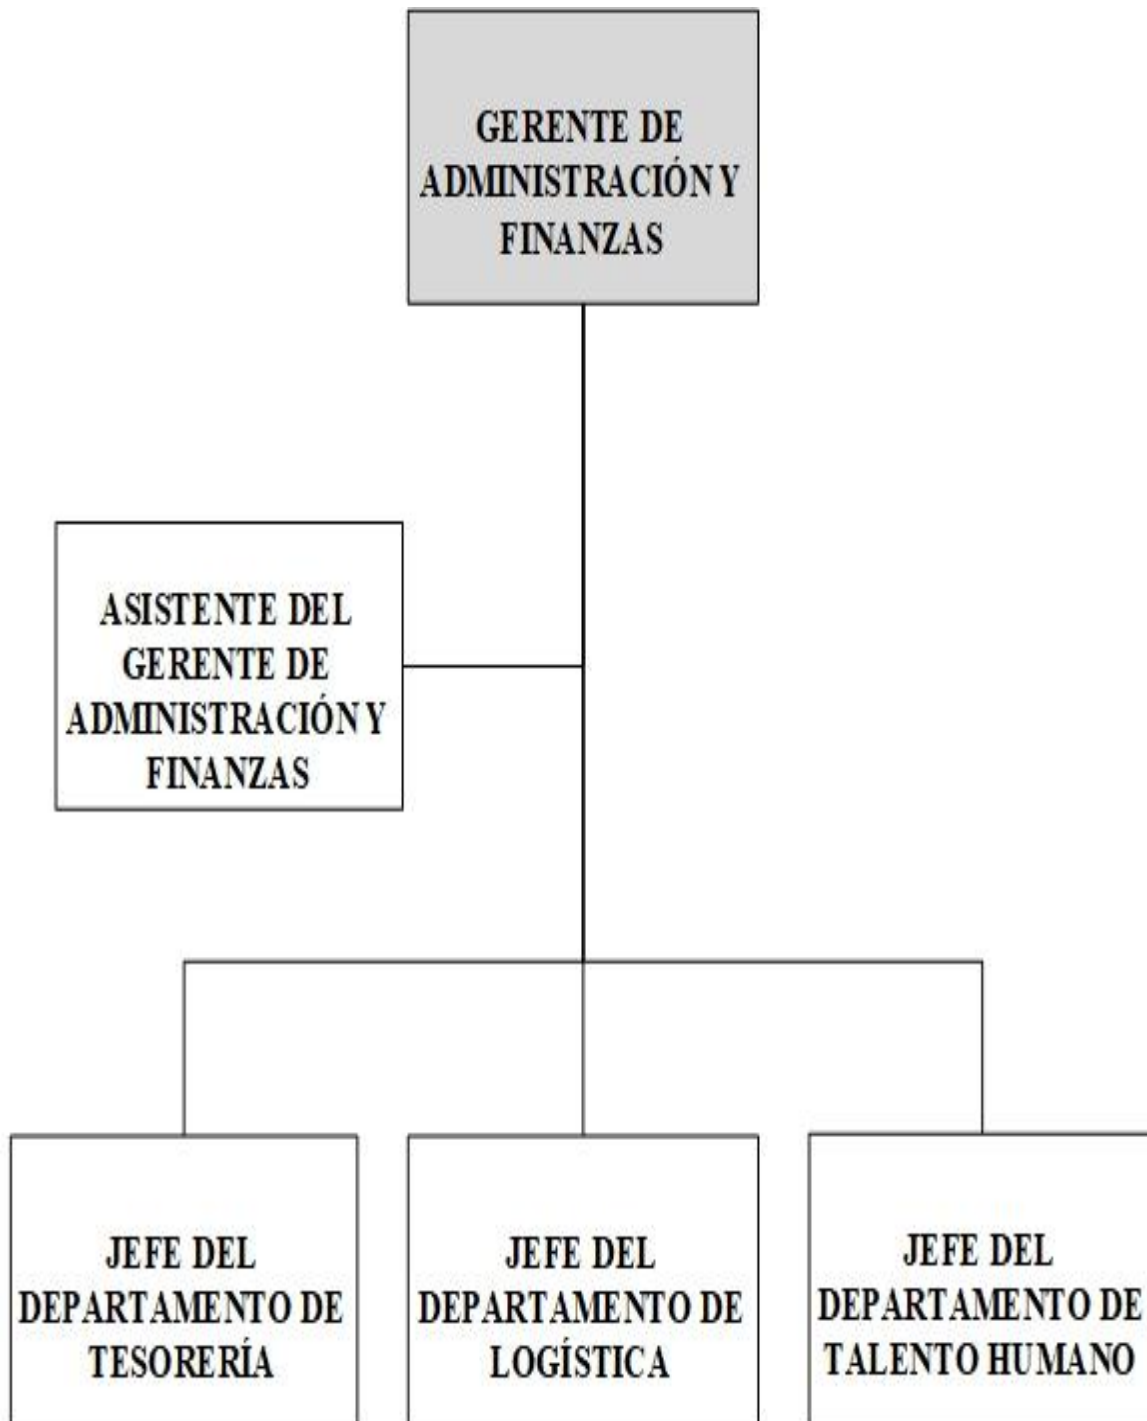 GERENTE DE
ADMINISTRACIÓN Y
FINANZAS
ASISTENTE DEL
GERENTE DE
ADMINISTRACIÓN Y
FINANZAS
JEFE DEL
DEPARTAMENTO DE
TESORERÍA
JEFE DEL
DEPARTAMENTO DE
LOGÍSTICA
JEFE DEL
DEPARTAMENTO DE
TALENTO HUMANO